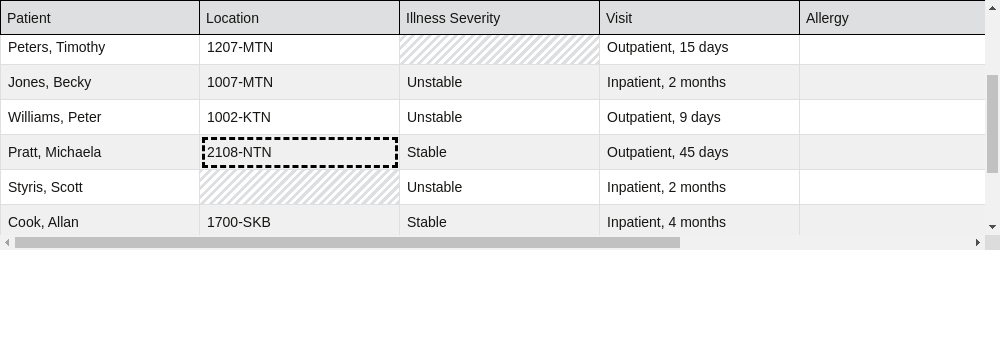 Patient Location Illness Severity Visit Allergy
Peters, Timothy 1207-MTN Outpatient, 15 days
Jones, Becky 1007-MTN Unstable Inpatient, 2 months
Williams, Peter 1002-KTN Unstable Outpatient, 9 days
Pratt, Michaela 2108-NTN Stable Outpatient, 45 days
Styris, Scott Unstable Inpatient, 2 months
Cook, Allan 1700-SKB Stable Inpatient, 4 months